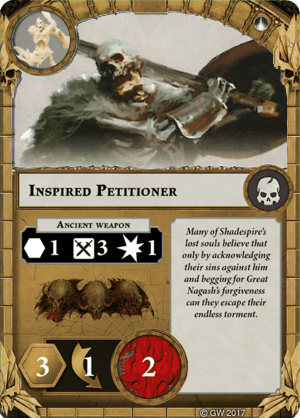 INSPIRED PETITIONER
ANCIENT WEAPON
1 3 1
Many of Shadespire's
lost souls believe that
only by acknowledging
their sins against him
and begging for Great
Nagash's forgiveness
can they escape their
endless torment.
3 1 2
© GW 2017